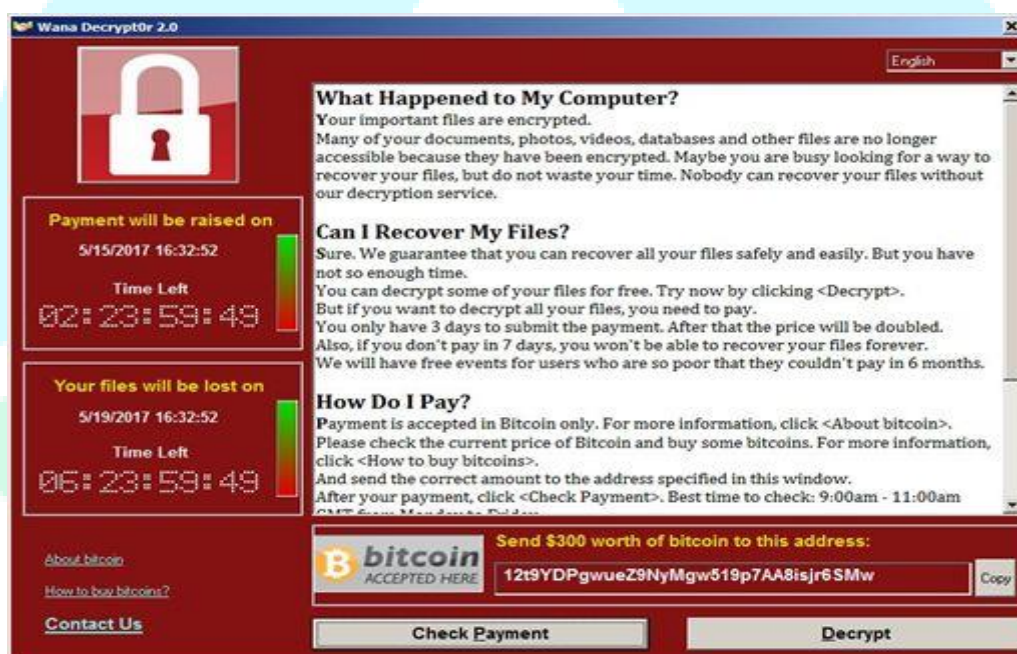 Wana Decrypt0r 2.0
English
What Happened to My Computer?
Your important files are encrypted.
Many of your documents, photos, videos, databases and other files are no longer
accessible because they have been encrypted. Maybe you are busy looking for a way to
recover your files, but do not waste your time. Nobody can recover your files without
our decryption service.
Can I Recover My Files?
Sure. We guarantee that you can recover all your files safely and easily. But you have
not so enough time.
You can decrypt some of your files for free. Try now by clicking <Decrypt>.
But if you want to decrypt all your files, you need to pay.
You only have 3 days to submit the payment. After that the price will be doubled.
Also, if you don't pay in 7 days, you won't be able to recover your files forever.
We will have free events for users who are so poor that they couldn't pay in 6 months.
How Do I Pay?
Payment is accepted in Bitcoin only. For more information, click <About bitcoin>.
Please check the current price of Bitcoin and buy some bitcoins. For more information,
click <How to buy bitcoins>.
And send the correct amount to the address specified in this window.
After your payment, click <Check Payment>. Best time to check: 9:00am - 11:00am
GMT from Monday to Friday
Payment will be raised on
5/15/2017 16:32:52
Time Left
02:23:59:49
Your files will be lost on
5/19/2017 16:32:52
Time Left
06:23:59:49
About bitcoin
How to buy bitcoins?
Contact Us
bitcoin
ACCEPTED HERE
Send $300 worth of bitcoin to this address:
12t9YDPgwueZ9NyMgw519p7AA8isjr6SMw
Copy
Check Payment
Decrypt